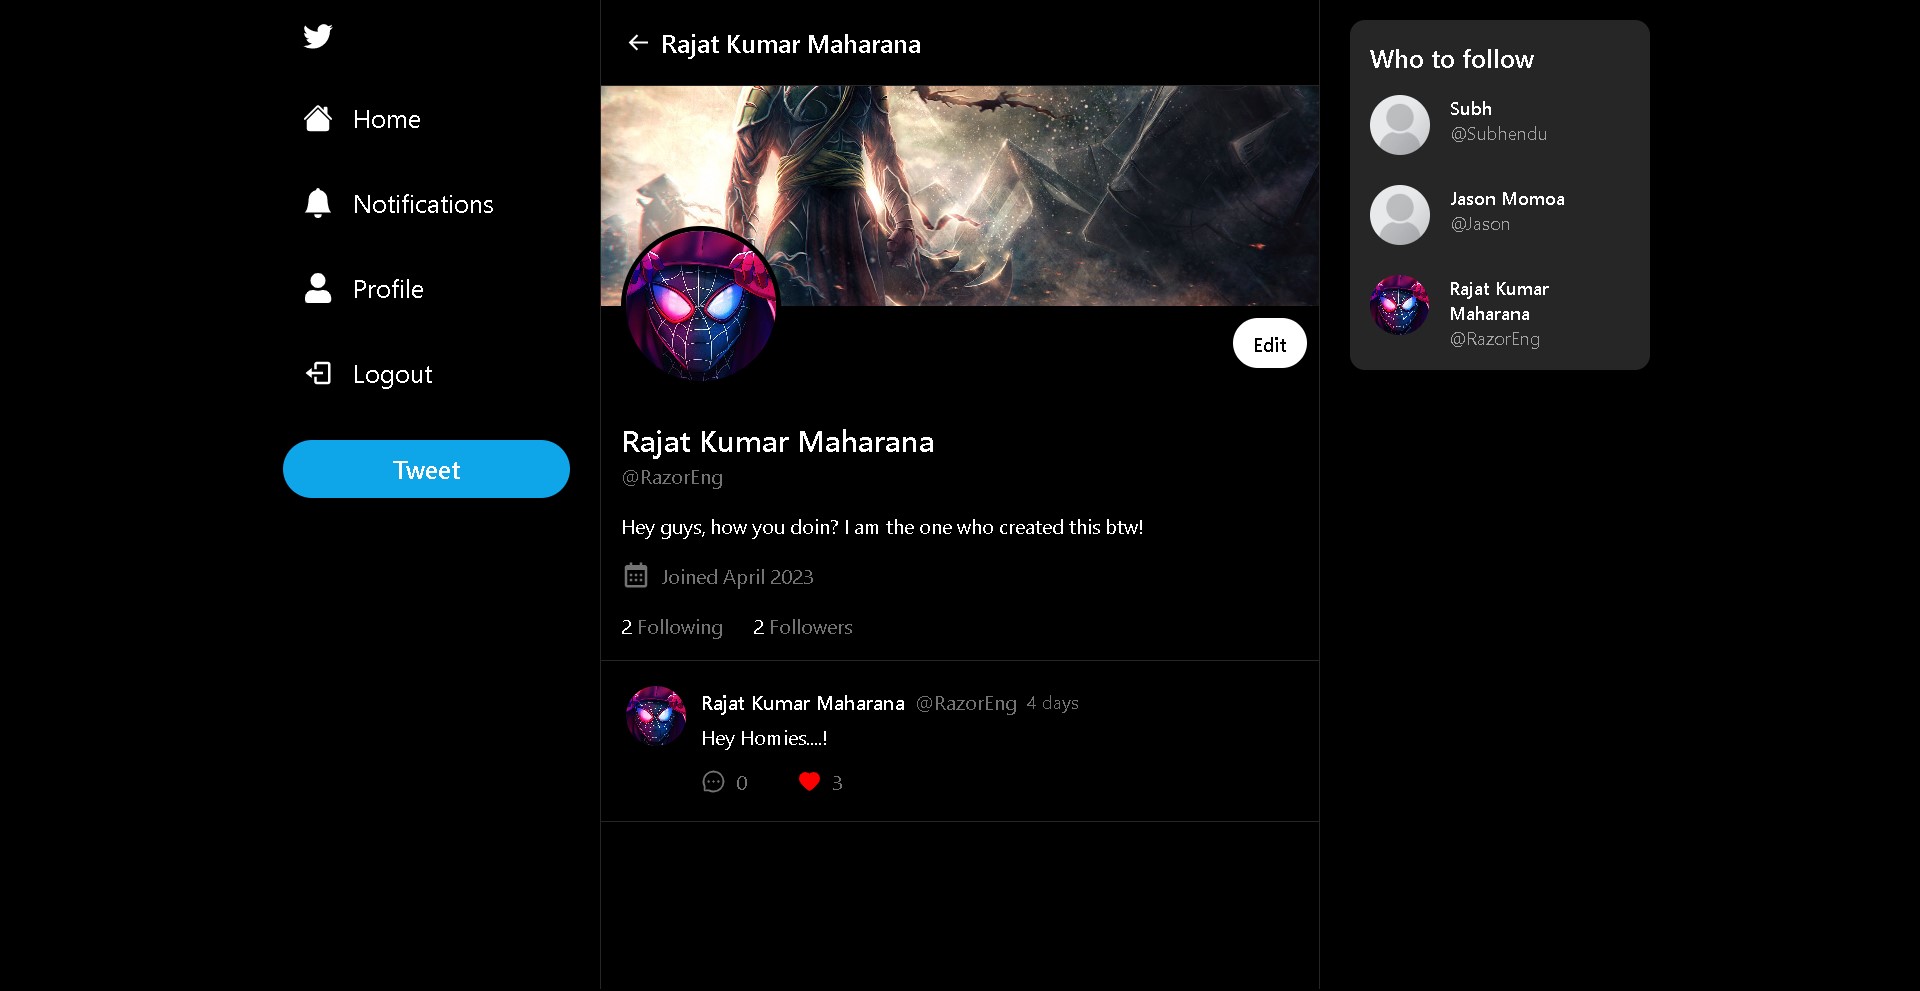 Home
Notifications
Profile
Logout
Tweet
Rajat Kumar Maharana
Edit
Rajat Kumar Maharana
@RazorEng
Hey guys, how you doin? I am the one who created this btw!
Joined April 2023
2 Following 2 Followers
Rajat Kumar Maharana @RazorEng 4 days
Hey Homies....!
0 3
Who to follow
Subh
@Subhendu
Jason Momoa
@Jason
Rajat Kumar
Maharana
@RazorEng